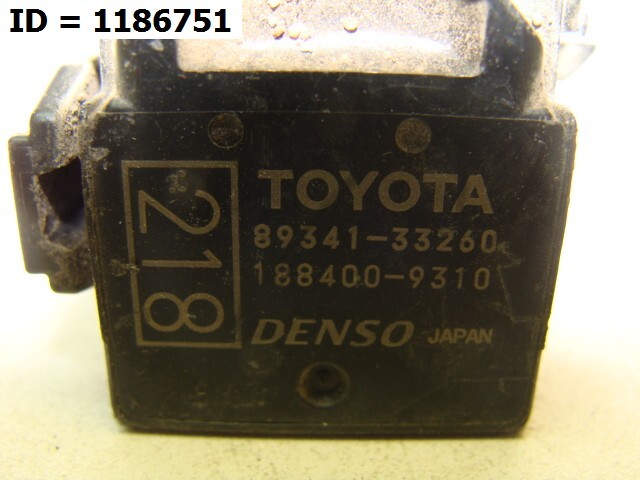 ID = 1186751
218
TOYOTA
89341-33260
188400-9310
DENSO JAPAN